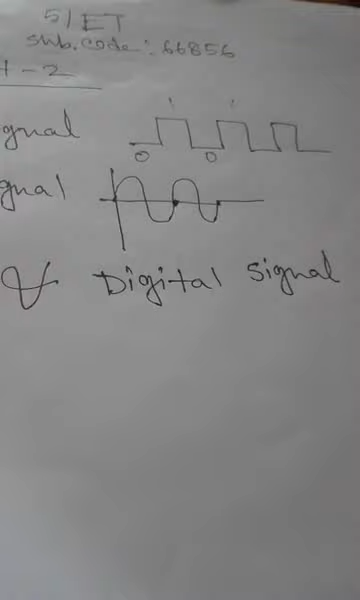 5/ET
sub.code: 66856
-2
gnal
1 1
0 0
gnal
Digital signal